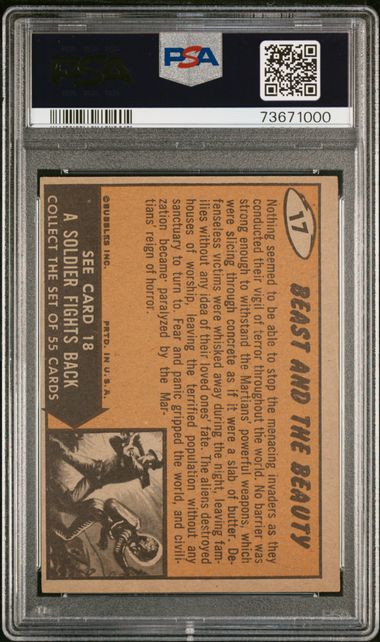 PSA
PSA
73671000
17
BEAST AND THE BEAUTY
Nothing seemed to be able to stop the menacing invaders as they
conducted their vigil of terror throughout the world. No barrier was
strong enough to withstand the Martians' powerful weapons, which
were slicing through concrete as if it were a slab of butter. De-
fenseless victims were whisked away during the night, leaving fam-
ilies without any idea of their loved ones' fate. The aliens destroyed
houses of worship, leaving the terrified population without any
sanctuary to turn to. Fear and panic gripped the world, and civili-
zation became paralyzed by the Mar-
tians' reign of horror.
©BUBBLES INC. PRTD. IN U.S.A.
SEE CARD 18
A SOLDIER FIGHTS BACK
COLLECT THE SET OF 55 CARDS